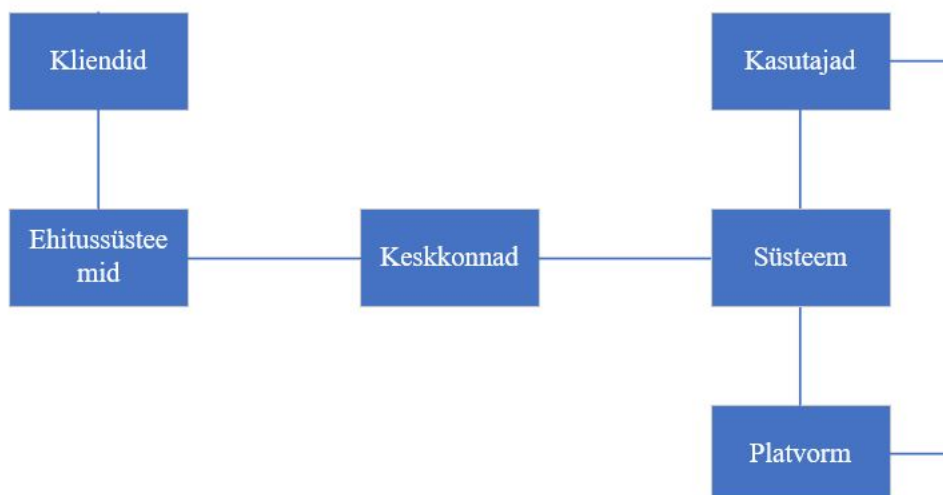 Kliendid
Kasutajad
Ehitussüstee
mid
Keskkonnad
Süsteem
Platvorm